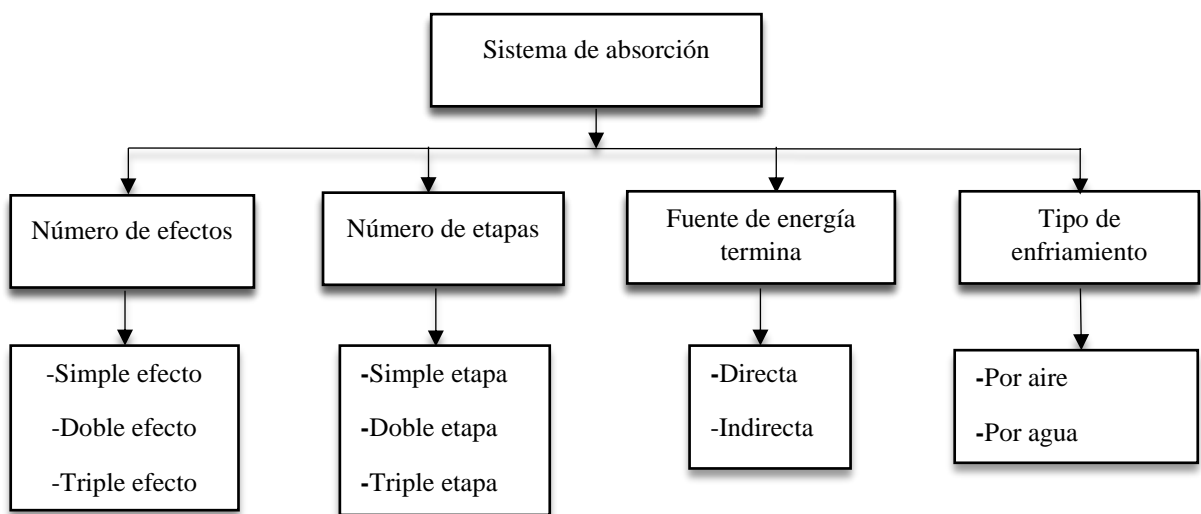 Sistema de absorción
Número de efectos
Número de etapas
Fuente de energía
termina
Tipo de
enfriamiento
-Simple efecto
-Doble efecto
-Triple efecto
-Simple etapa
-Doble etapa
-Triple etapa
-Directa
-Indirecta
-Por aire
-Por agua